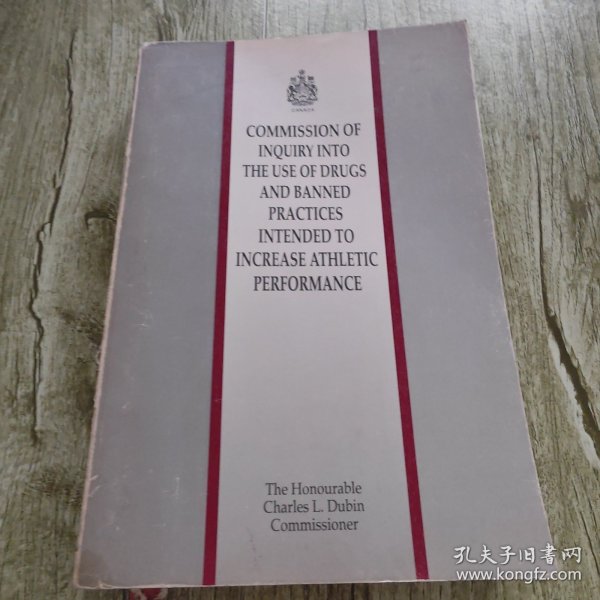 CANADA
COMMISSION OF
INQUIRY INTO
THE USE OF DRUGS
AND BANNED
PRACTICES
INTENDED TO
INCREASE ATHLETIC
PERFORMANCE
The Honourable
Charles L. Dubin
Commissioner
孔夫子旧书网
www.kongfz.com